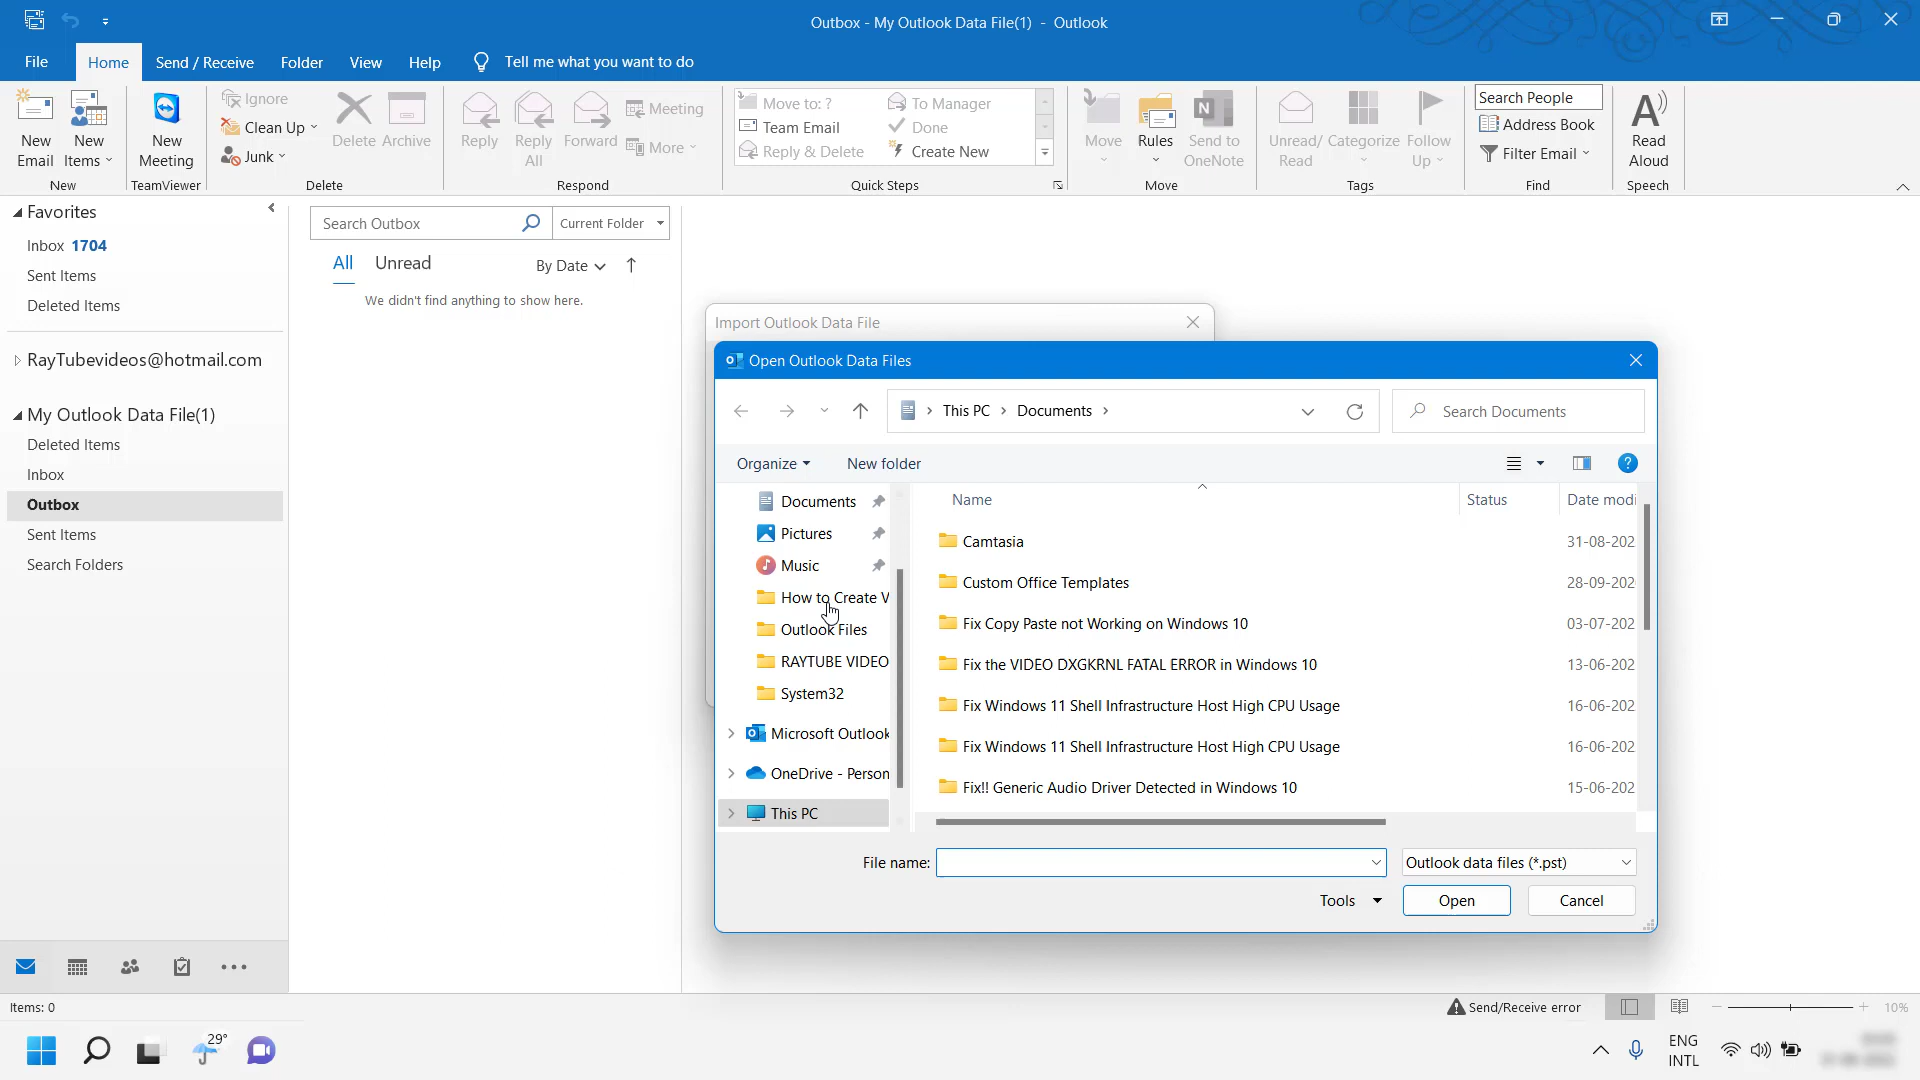 Outbox - My Outlook Data File(1) - Outlook
File Home Send / Receive Folder View Help Tell me what you want to do
New Email
New Items
New
New Meeting
TeamViewer
Ignore
Clean Up
Junk
Delete
Archive
Delete
Reply
Reply All
Forward
Meeting
More
Respond
Move to: ?
Team Email
Reply & Delete
To Manager
Done
Create New
Quick Steps
Move
Rules
Send to OneNote
Move
Unread/ Read
Categorize
Follow Up
Tags
Search People
Address Book
Filter Email
Find
Read Aloud
Speech
Favorites
Inbox 1704
Sent Items
Deleted Items
RayTubevideos@hotmail.com
My Outlook Data File(1)
Deleted Items
Inbox
Outbox
Sent Items
Search Folders
Search Outbox
Current Folder
All Unread By Date
We didn't find anything to show here.
Import Outlook Data File
Open Outlook Data Files
This PC Documents
Search Documents
Organize New folder
Documents
Pictures
Music
How to Create V
Outlook Files
RAYTUBE VIDEO
System32
Microsoft Outlook
OneDrive - Person
This PC
Name Status Date modi
Camtasia 31-08-202
Custom Office Templates 28-09-202
Fix Copy Paste not Working on Windows 10 03-07-202
Fix the VIDEO DXGKRNL FATAL ERROR in Windows 10 13-06-202
Fix Windows 11 Shell Infrastructure Host High CPU Usage 16-06-202
Fix Windows 11 Shell Infrastructure Host High CPU Usage 16-06-202
Fix!! Generic Audio Driver Detected in Windows 10 15-06-202
File name: Outlook data files (*.pst)
Tools Open Cancel
Items: 0
Send/Receive error
10%
29°
ENG
INTL